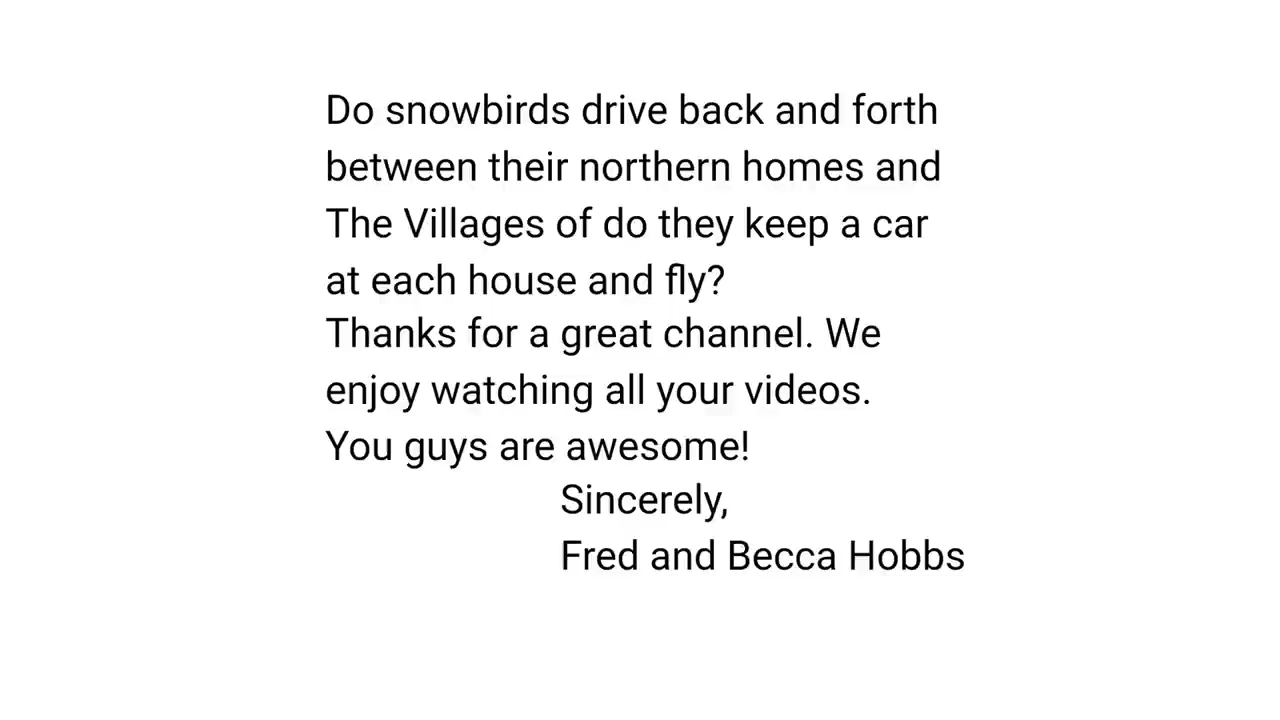 Do snowbirds drive back and forth
between their northern homes and
The Villages of do they keep a car
at each house and fly?
Thanks for a great channel. We
enjoy watching all your videos.
You guys are awesome!
Sincerely,
Fred and Becca Hobbs